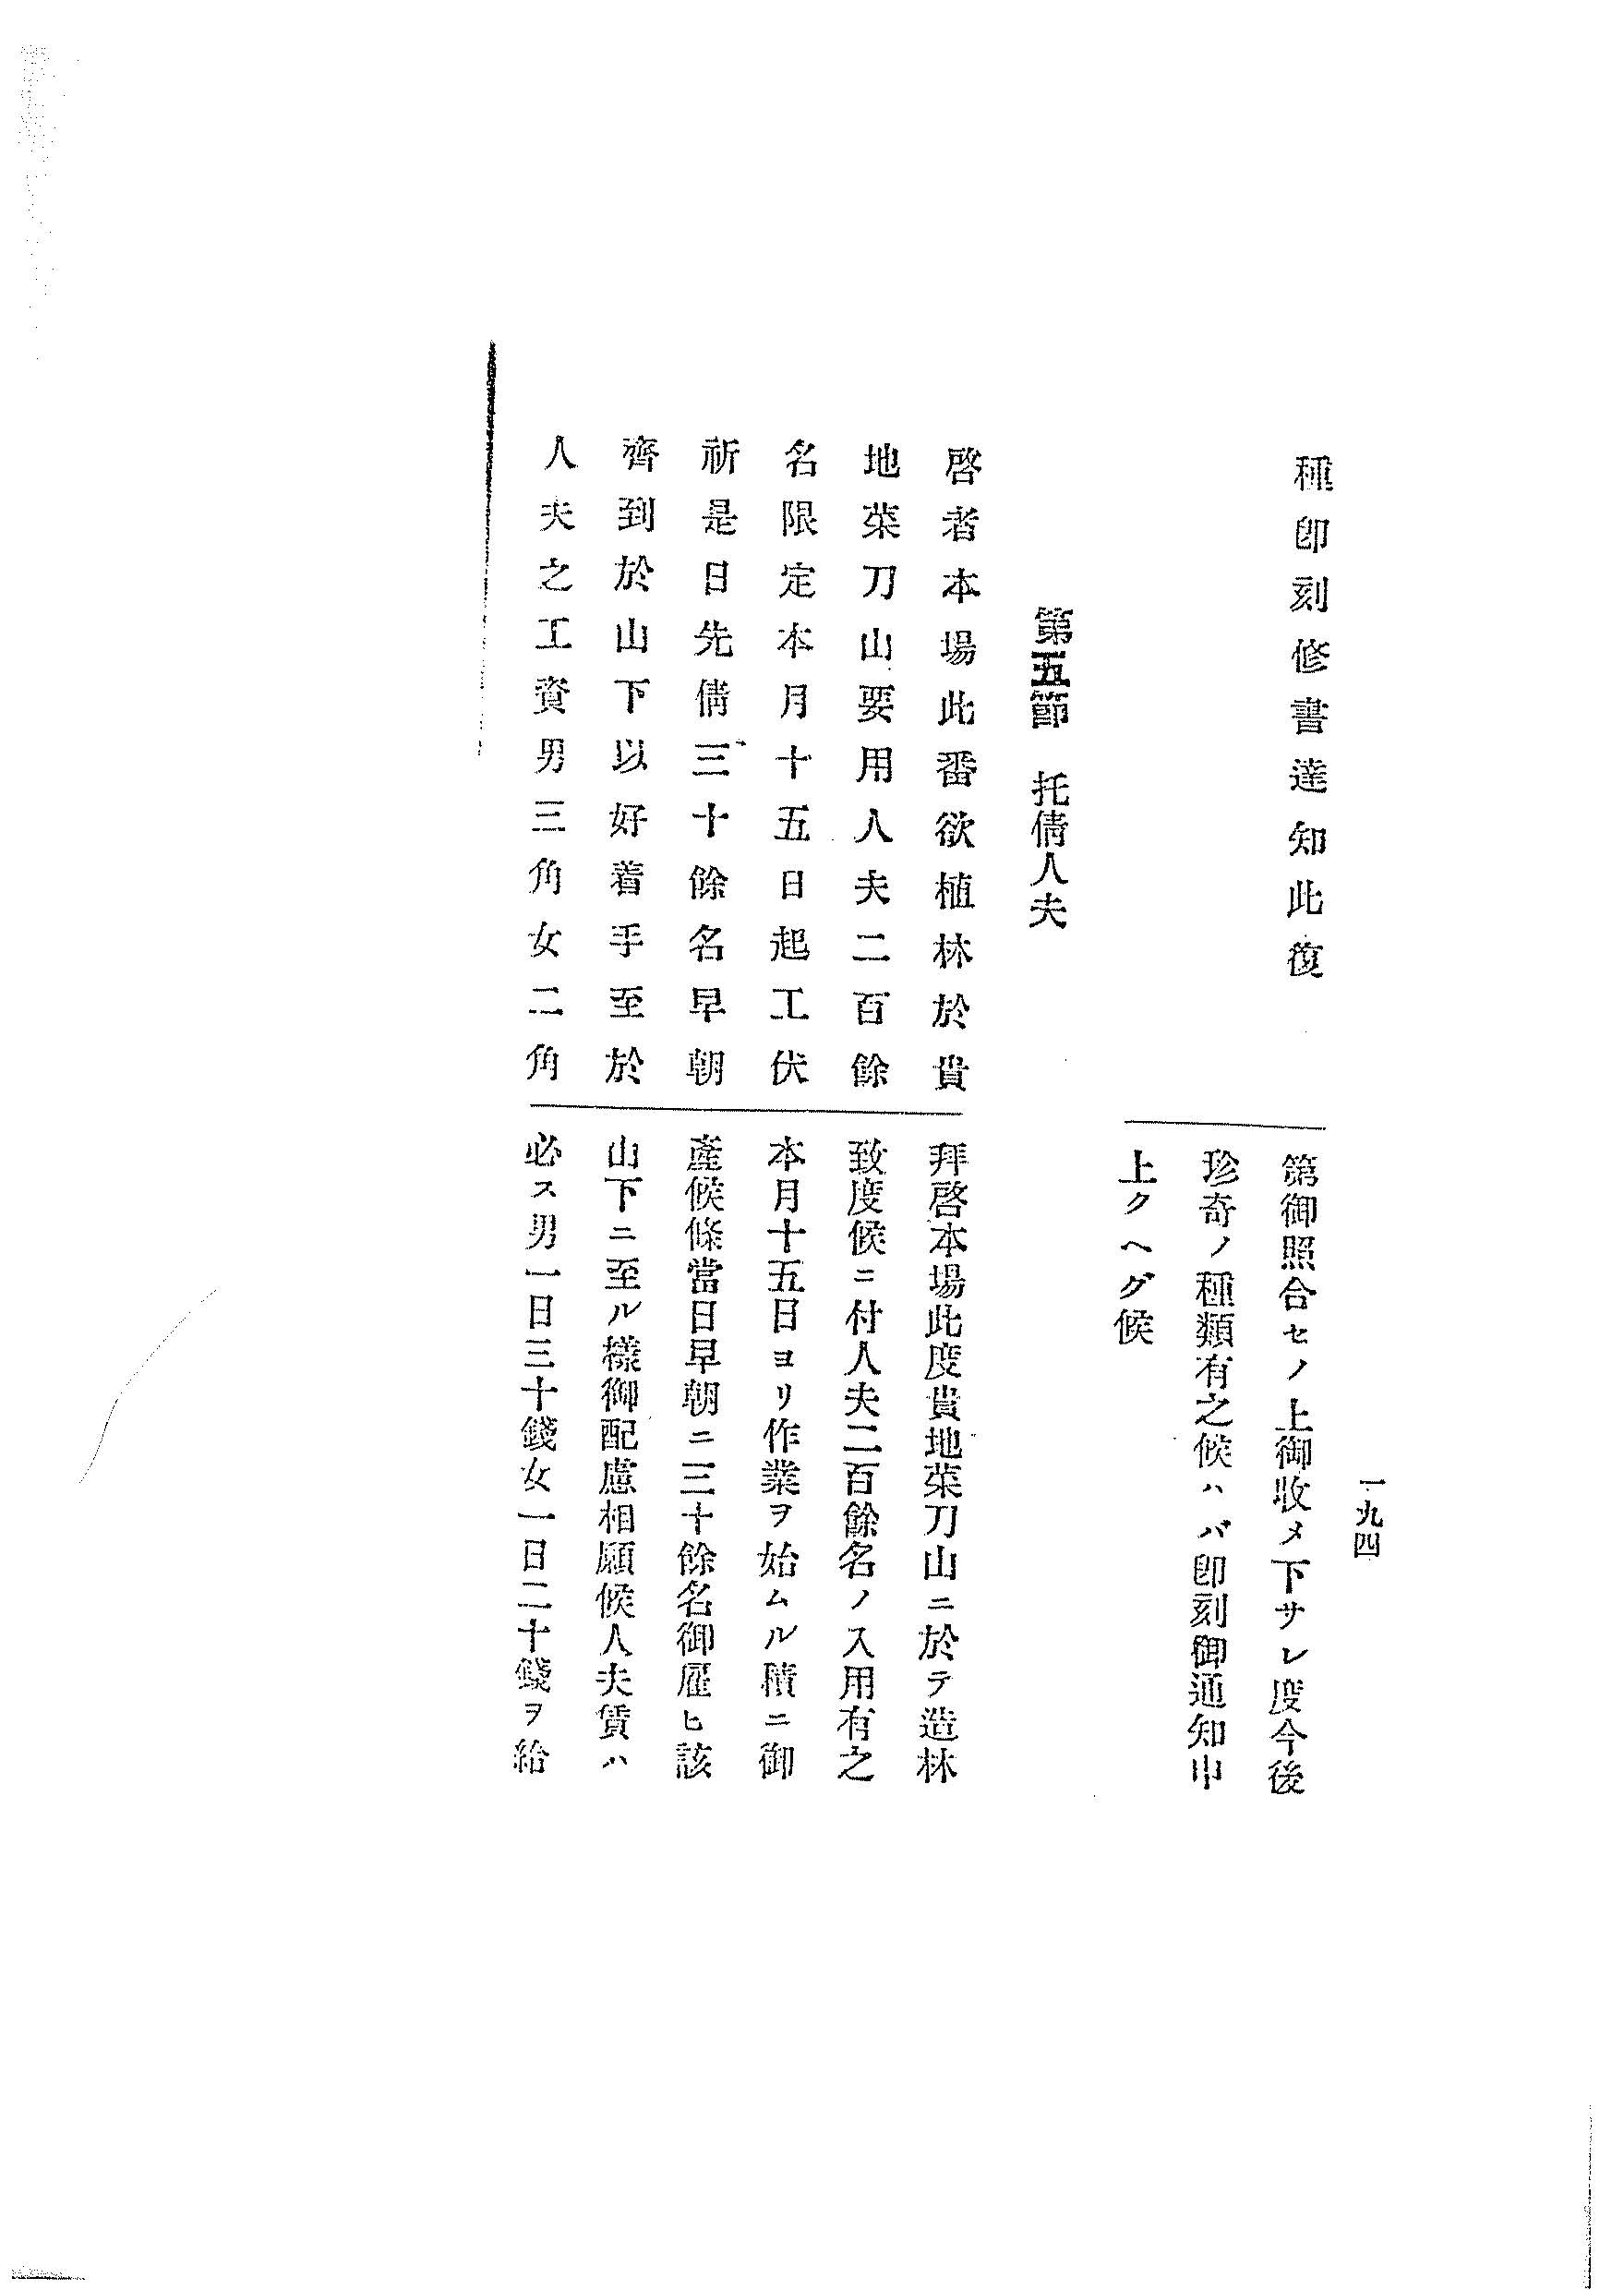 一九四
種卽刻修書達知此復
第御照合セノ上御收メ下サレ度今後
珍奇ノ種類有之候ハバ卽刻御通知申
上クヘグ候
第五節　托倩人夫
啓者本場此番欲植林於貴
地菜刀山要用人夫二百餘
名限定本月十五日起工伏
祈是日先倩三十餘名早朝
齊到於山下以好着手至於
人夫之工資男三角女二角
拜啓本場此度貴地菜刀山ニ於テ造林
致度候ニ付人夫二百餘名ノ入用有之
本月十五日ヨリ作業ヲ始ムル積ニ御
產候條當日早朝ニ三十餘名御雇ヒ該
山下ニ至ル樣御配慮相願候人夫賃ハ
必ス男一日三十錢女一日二十錢ヲ給